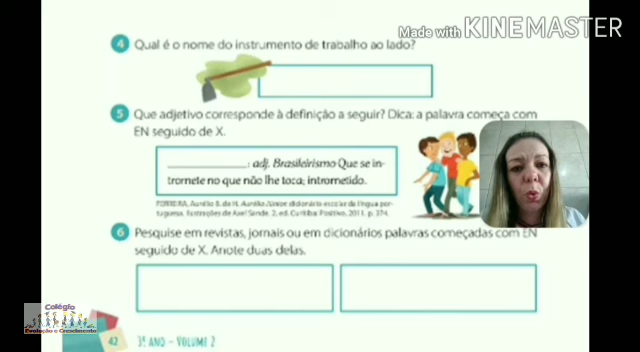 Made with KINEMASTER
4 Qual é o nome do instrumento de trabalho ao lado?
5 Que adjetivo corresponde à definição a seguir? Dica: a palavra começa com
EN seguido de X.
____________: adj. Brasileirismo Que se in-
tromete no que não lhe toca; intrometido.
FERREIRA, Aurélio B. de H. Aurélio Júnior: dicionário escolar da língua por-
tuguesa. Ilustrações de Axel Sande. 2. ed. Curitiba: Positivo, 2011. p. 374.
6 Pesquise em revistas, jornais ou em dicionários palavras começadas com EN
seguido de X. Anote duas delas.
Colégio
Evolução e Crescimento
42 3º. ANO – VOLUME 2